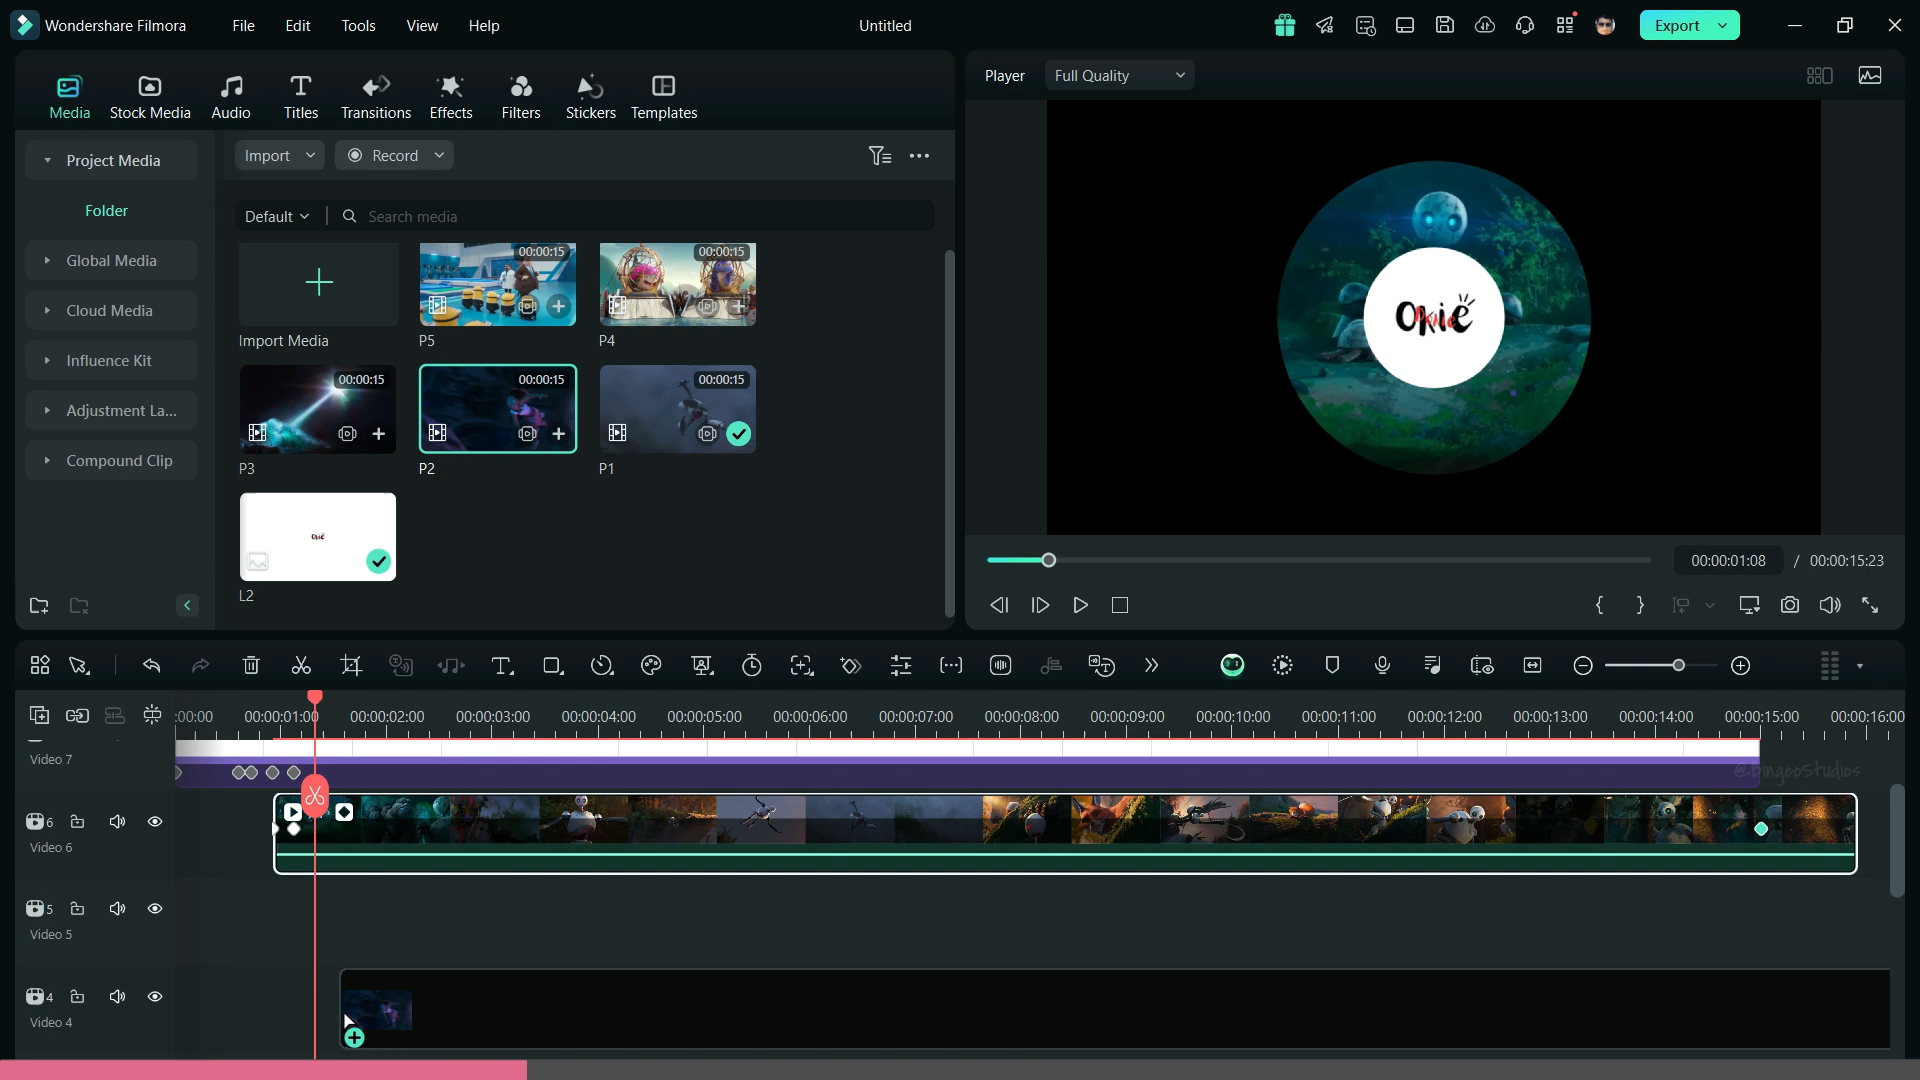 Wondershare Filmora File Edit Tools View Help Untitled Export
Media Stock Media Audio Titles Transitions Effects Filters Stickers Templates
Player Full Quality
Project Media
Folder
Global Media
Cloud Media
Influence Kit
Adjustment La...
Compound Clip
Import Record
Default Search media
Import Media
00:00:15
P5
00:00:15
P4
00:00:15
P3
00:00:15
P2
00:00:15
P1
Okie
L2
Okie
00:00:01:08 / 00:00:15:23
:00:00 00:00:01:00 00:00:02:00 00:00:03:00 00:00:04:00 00:00:05:00 00:00:06:00 00:00:07:00 00:00:08:00 00:00:09:00 00:00:10:00 00:00:11:00 00:00:12:00 00:00:13:00 00:00:14:00 00:00:15:00 00:00:16:00
Video 7
@bingeoStudios
6
Video 6
5
Video 5
4
Video 4